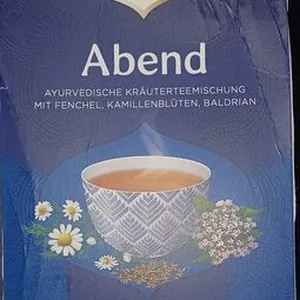 Abend
AYURVEDISCHE KRÄUTERTEEMISCHUNG
MIT FENCHEL, KAMILLENBLÜTEN, BALDRIAN